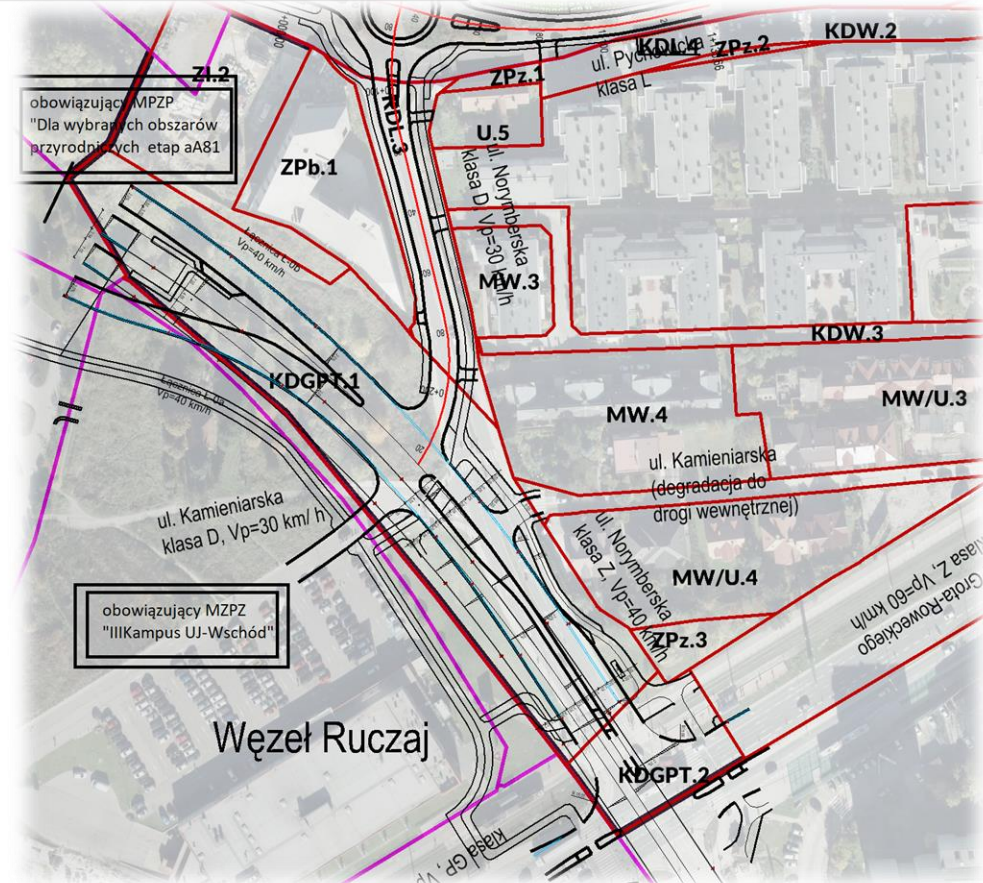 KDW.2
KDL.4
ZPz.2
ul. Pychowicka
klasa L
ZPz.1
ZI.2
obowiązujący MPZP
"Dla wybranych obszarów
przyrodniczych etap aA81
KDL.3
U.5
ZPb.1
ul. Norymberska
klasa D Vp=30 km/h
Łącznica Ł-0b
Vp=40 km/h
MW.3
KDW.3
KDGPT.1
Vp=40 km/h
MW.4
MW/U.3
ul. Kamieniarska
(degradacja do
drogi wewnętrznej)
ul. Kamieniarska
klasa D, Vp=30 km/ h
ul. Norymberska
klasa Z, Vp=40 km/h
MW/U.4
klasa Z, Vp=60 km/h
Grota-Roweckiego
obowiązujący MZPZ
"IIIKampus UJ-Wschód"
ZPz.3
Węzeł Ruczaj
KDGPT.2
klasa GP, Vp